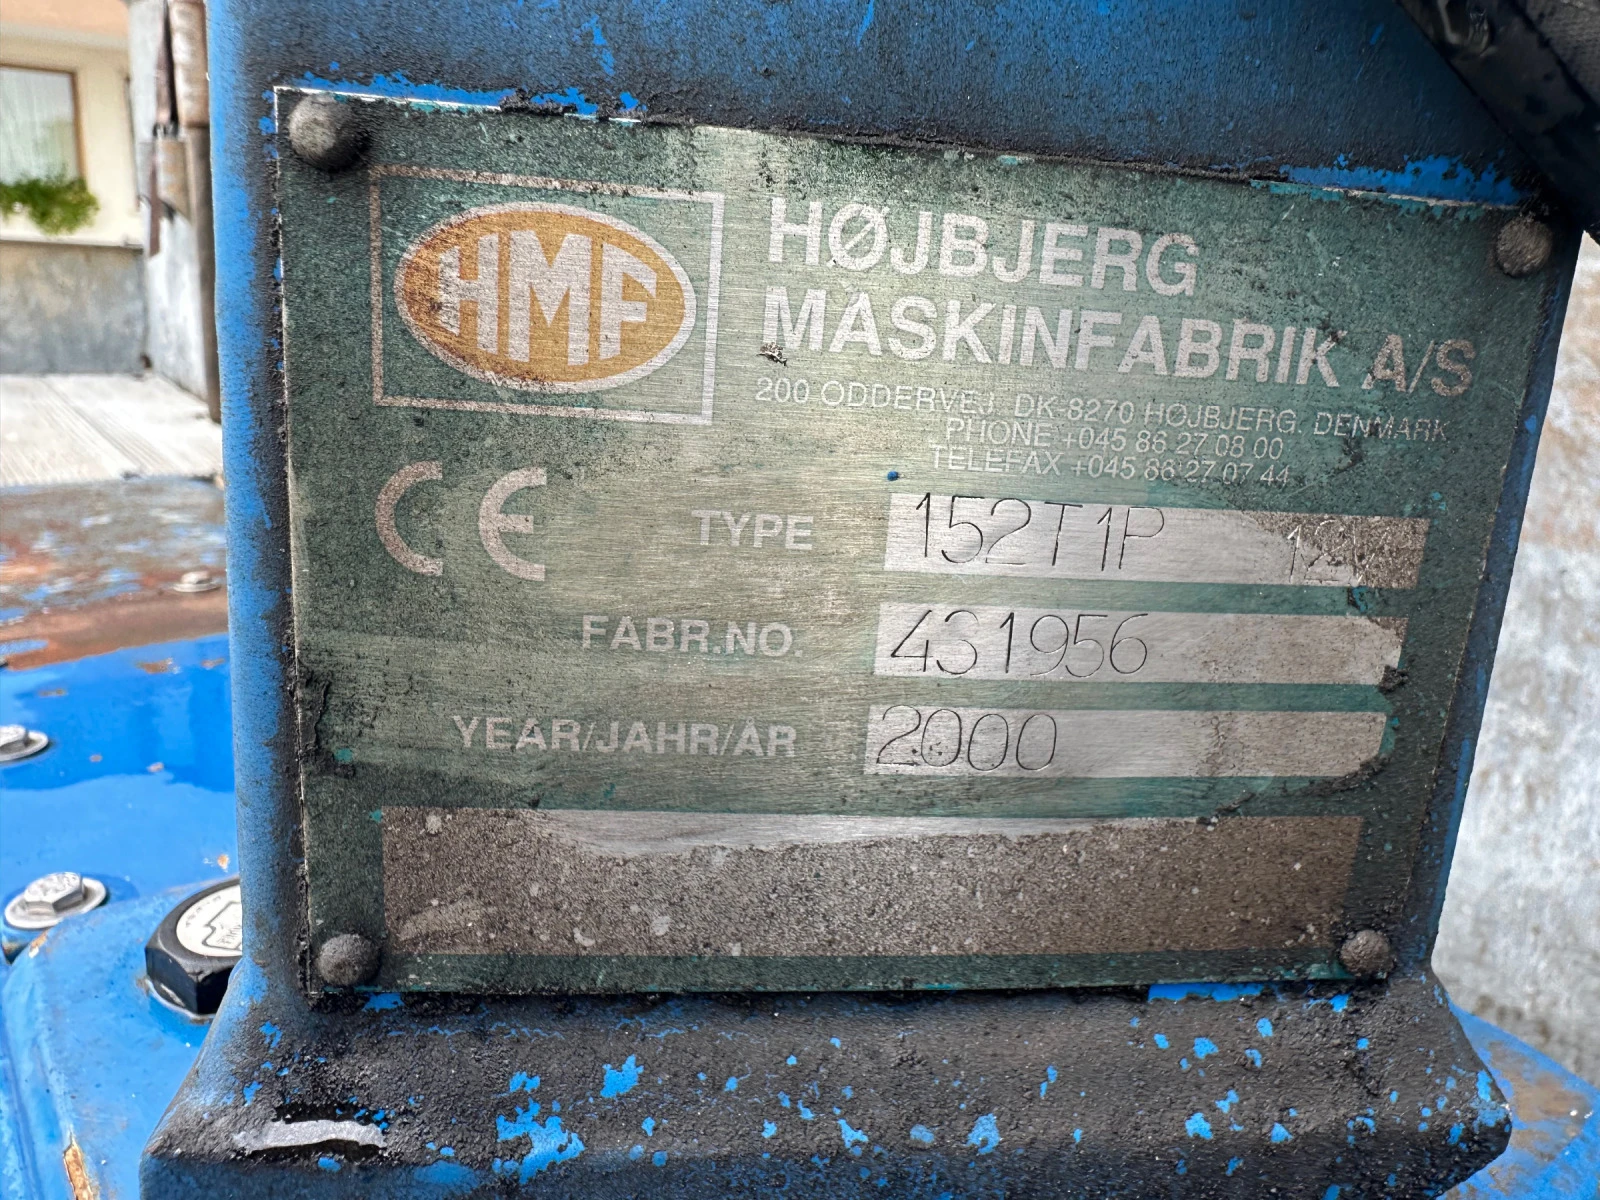 HMF
HØJBJERG
MASKINFABRIK A/S
200 ODDERVEJ. DK-8270 HØJBJERG. DENMARK
PHONE +045 86 27 08 00
TELEFAX +045 86 27 07 44
CE
TYPE 152T1P
FABR.NO. 431956
YEAR/JAHR/ÅR 2000